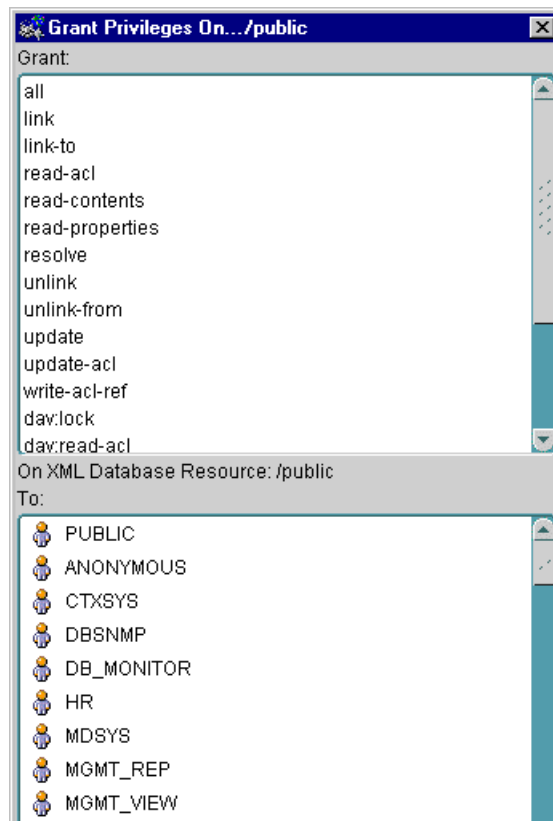 Grant Privileges On.../public
Grant:
all
link
link-to
read-acl
read-contents
read-properties
resolve
unlink
unlink-from
update
update-acl
write-acl-ref
dav:lock
dav:read-acl
On XML Database Resource: /public
To:
PUBLIC
ANONYMOUS
CTXSYS
DBSNMP
DB_MONITOR
HR
MDSYS
MGMT_REP
MGMT_VIEW